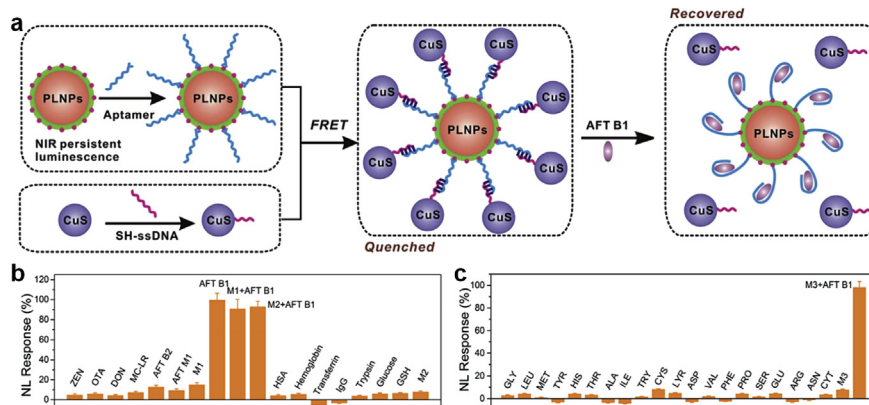 a
Recovered
CuS
CuS
CuS
CuS
PLNPs
Aptamer
PLNPs
NIR persistent
luminescence
CuS
CuS
CuS
PLNPs
CuS
CuS
CuS
CuS
FRET
AFT B1
PLNPs
CuS
SH-ssDNA
CuS
Quenched
CuS
CuS
b
NL Response (%)
120
100
80
60
40
20
0
ZEN
OTA
DON
MC-LR
AFT B2
AFT M1
M1
AFT B1
M1+AFT B1
M2+AFT B1
HSA
Hemoglobin
Transferrin
IgG
Trypsin
Glucose
GSH
M2
c
NL Response (%)
100
80
60
40
20
0
GLY
LEU
MET
TYR
HIS
THR
ALA
ILE
TRY
CYS
LYR
ASP
VAL
PHE
PRO
SER
GLU
ARG
ASN
CYT
M3
M3+AFT B1